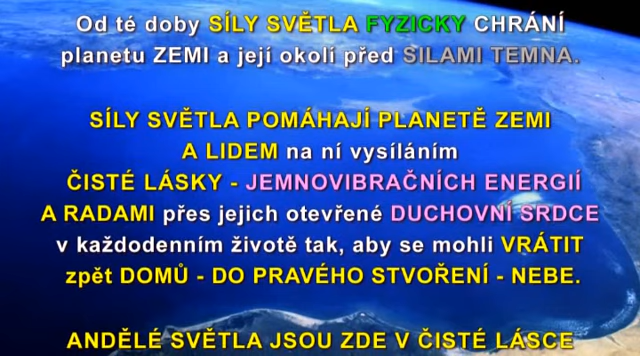 Od té doby SÍLY SVĚTLA FYZICKY CHRÁNÍ
planetu ZEMI a její okolí před SILAMI TEMNA.
SÍLY SVĚTLA POMÁHAJÍ PLANETĚ ZEMI
A LIDEM na ní vysíláním
ČISTÉ LÁSKY - JEMNOVIBRAČNÍCH ENERGIÍ
A RADAMI přes jejich otevřené DUCHOVNÍ SRDCE
v každodenním životě tak, aby se mohli VRÁTIT
zpět DOMŮ - DO PRAVÉHO STVOŘENÍ - NEBE.
ANDĚLÉ SVĚTLA JSOU ZDE V ČISTÉ LÁSCE